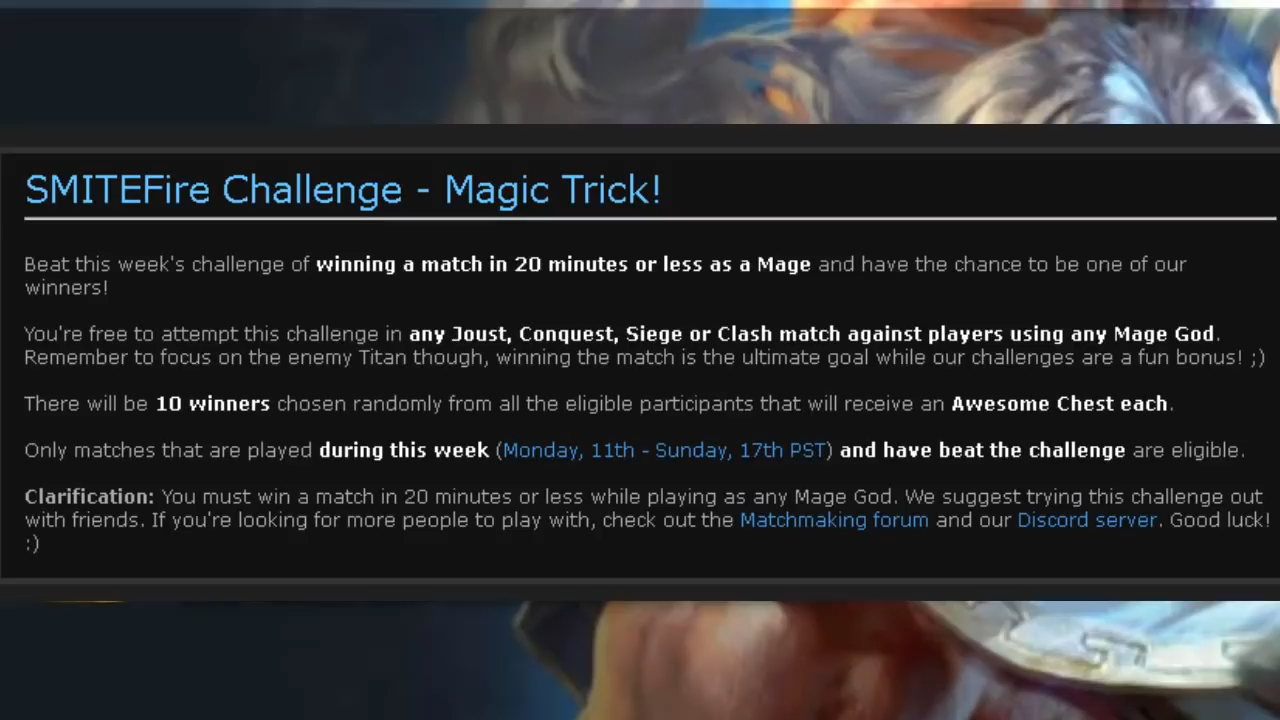 SMITEFire Challenge - Magic Trick!
Beat this week's challenge of winning a match in 20 minutes or less as a Mage and have the chance to be one of our
winners!
You're free to attempt this challenge in any Joust, Conquest, Siege or Clash match against players using any Mage God.
Remember to focus on the enemy Titan though, winning the match is the ultimate goal while our challenges are a fun bonus! ;)
There will be 10 winners chosen randomly from all the eligible participants that will receive an Awesome Chest each.
Only matches that are played during this week (Monday, 11th - Sunday, 17th PST) and have beat the challenge are eligible.
Clarification: You must win a match in 20 minutes or less while playing as any Mage God. We suggest trying this challenge out
with friends. If you're looking for more people to play with, check out the Matchmaking forum and our Discord server. Good luck!
:)